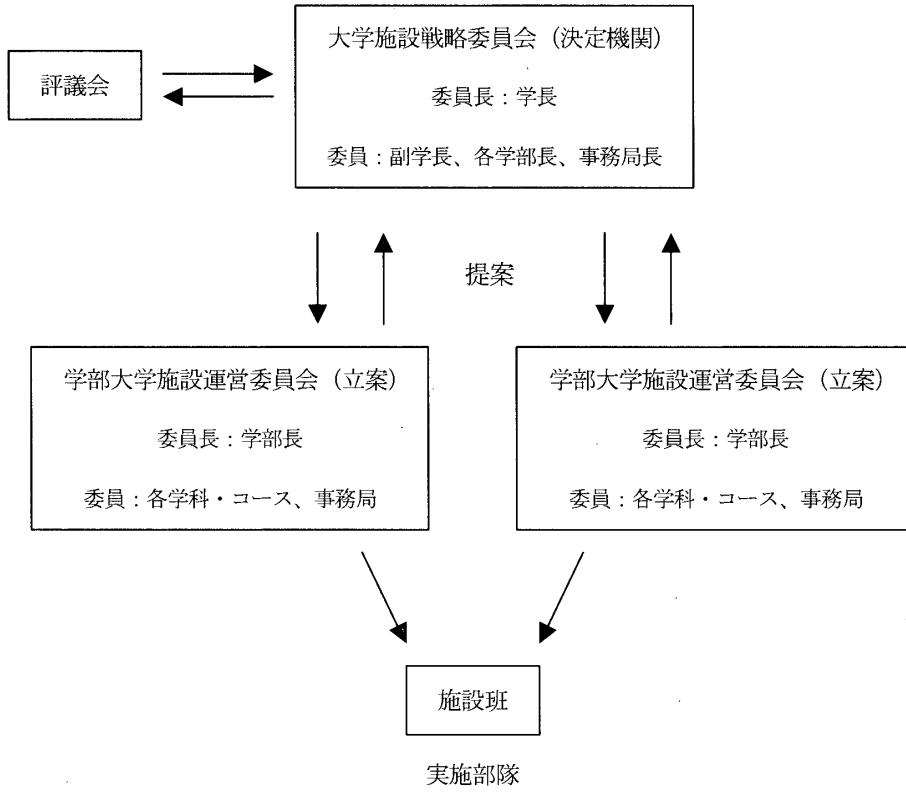 大学施設戦略委員会（決定機関）
委員長：学長
委員：副学長、各学部長、事務局長
評議会
提案
学部大学施設運営委員会（立案）
委員長：学部長
委員：各学科・コース、事務局
学部大学施設運営委員会（立案）
委員長：学部長
委員：各学科・コース、事務局
施設班
実施部隊